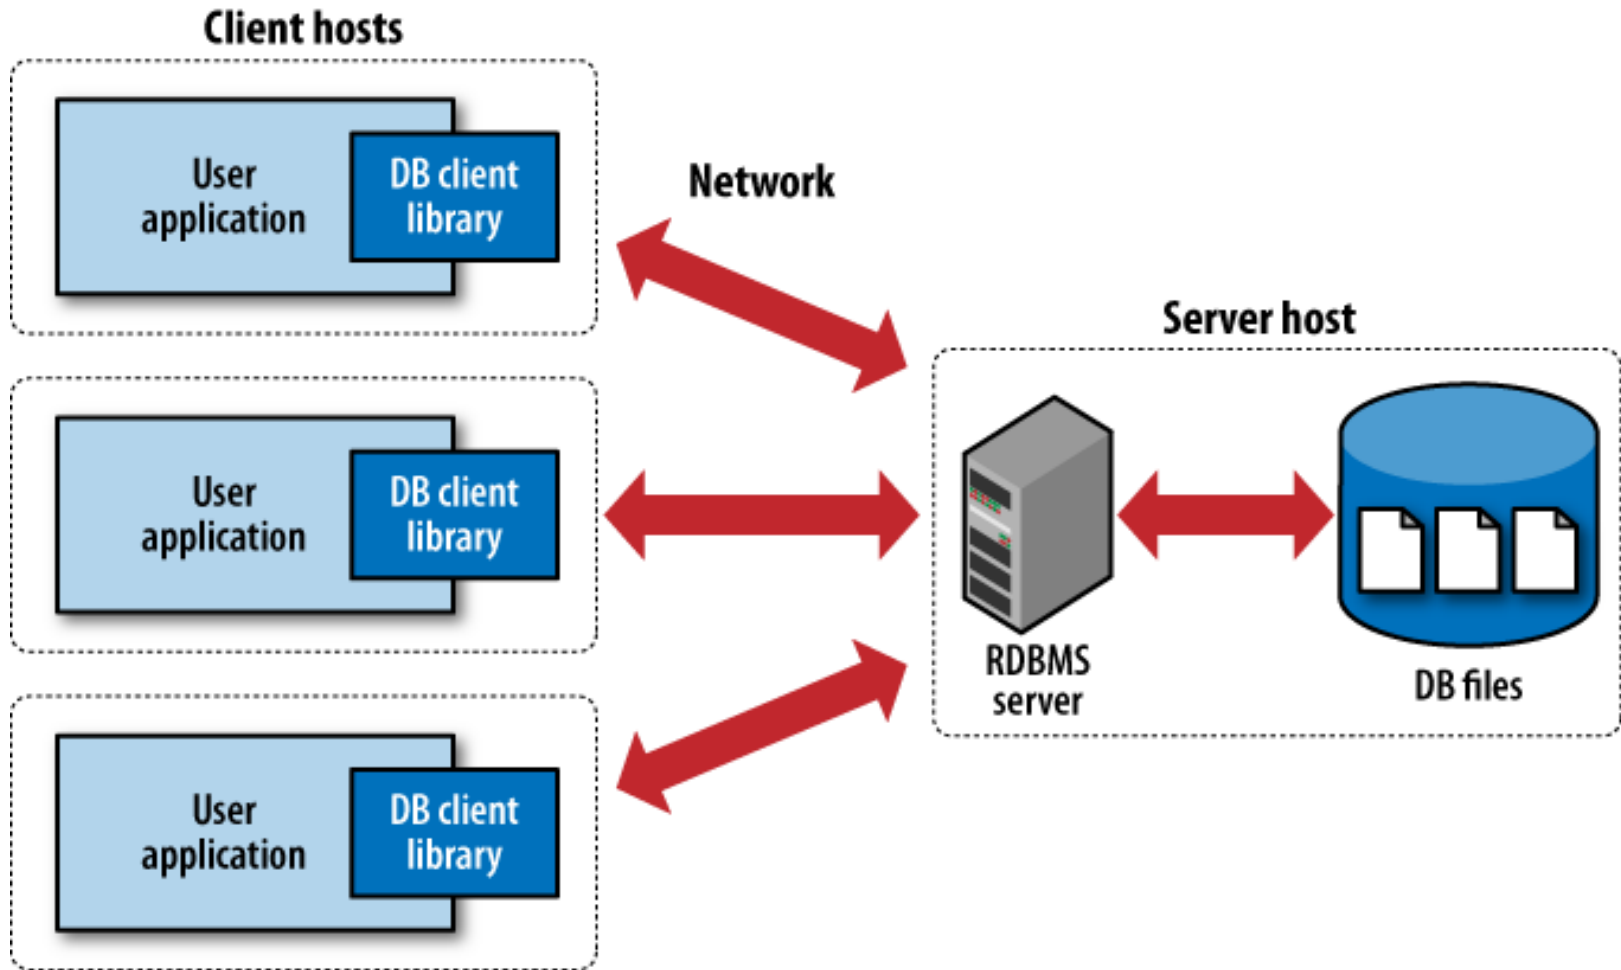 Client hosts
User
application
DB client
library
Network
User
application
DB client
library
Server host
RDBMS
server
DB files
User
application
DB client
library